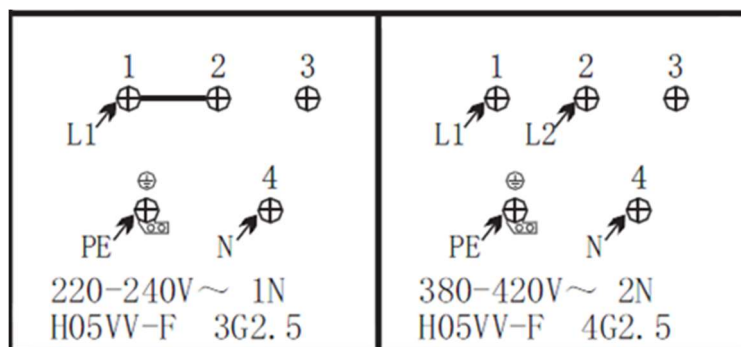 1 2 3
L1
4
PE N
220-240V～ 1N
H05VV-F 3G2.5
1 2 3
L1 L2
4
PE N
380-420V～ 2N
H05VV-F 4G2.5